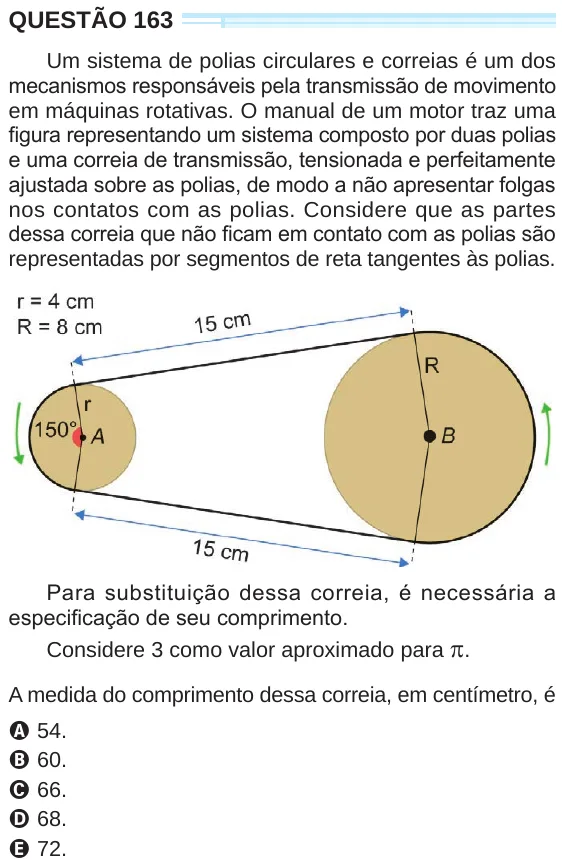 QUESTÃO 163
Um sistema de polias circulares e correias é um dos
mecanismos responsáveis pela transmissão de movimento
em máquinas rotativas. O manual de um motor traz uma
figura representando um sistema composto por duas polias
e uma correia de transmissão, tensionada e perfeitamente
ajustada sobre as polias, de modo a não apresentar folgas
nos contatos com as polias. Considere que as partes
dessa correia que não ficam em contato com as polias são
representadas por segmentos de reta tangentes às polias.
r = 4 cm
R = 8 cm
15 cm
R
r
150°
A
B
15 cm
Para substituição dessa correia, é necessária a
especificação de seu comprimento.
Considere 3 como valor aproximado para π.
A medida do comprimento dessa correia, em centímetro, é
A 54.
B 60.
C 66.
D 68.
E 72.